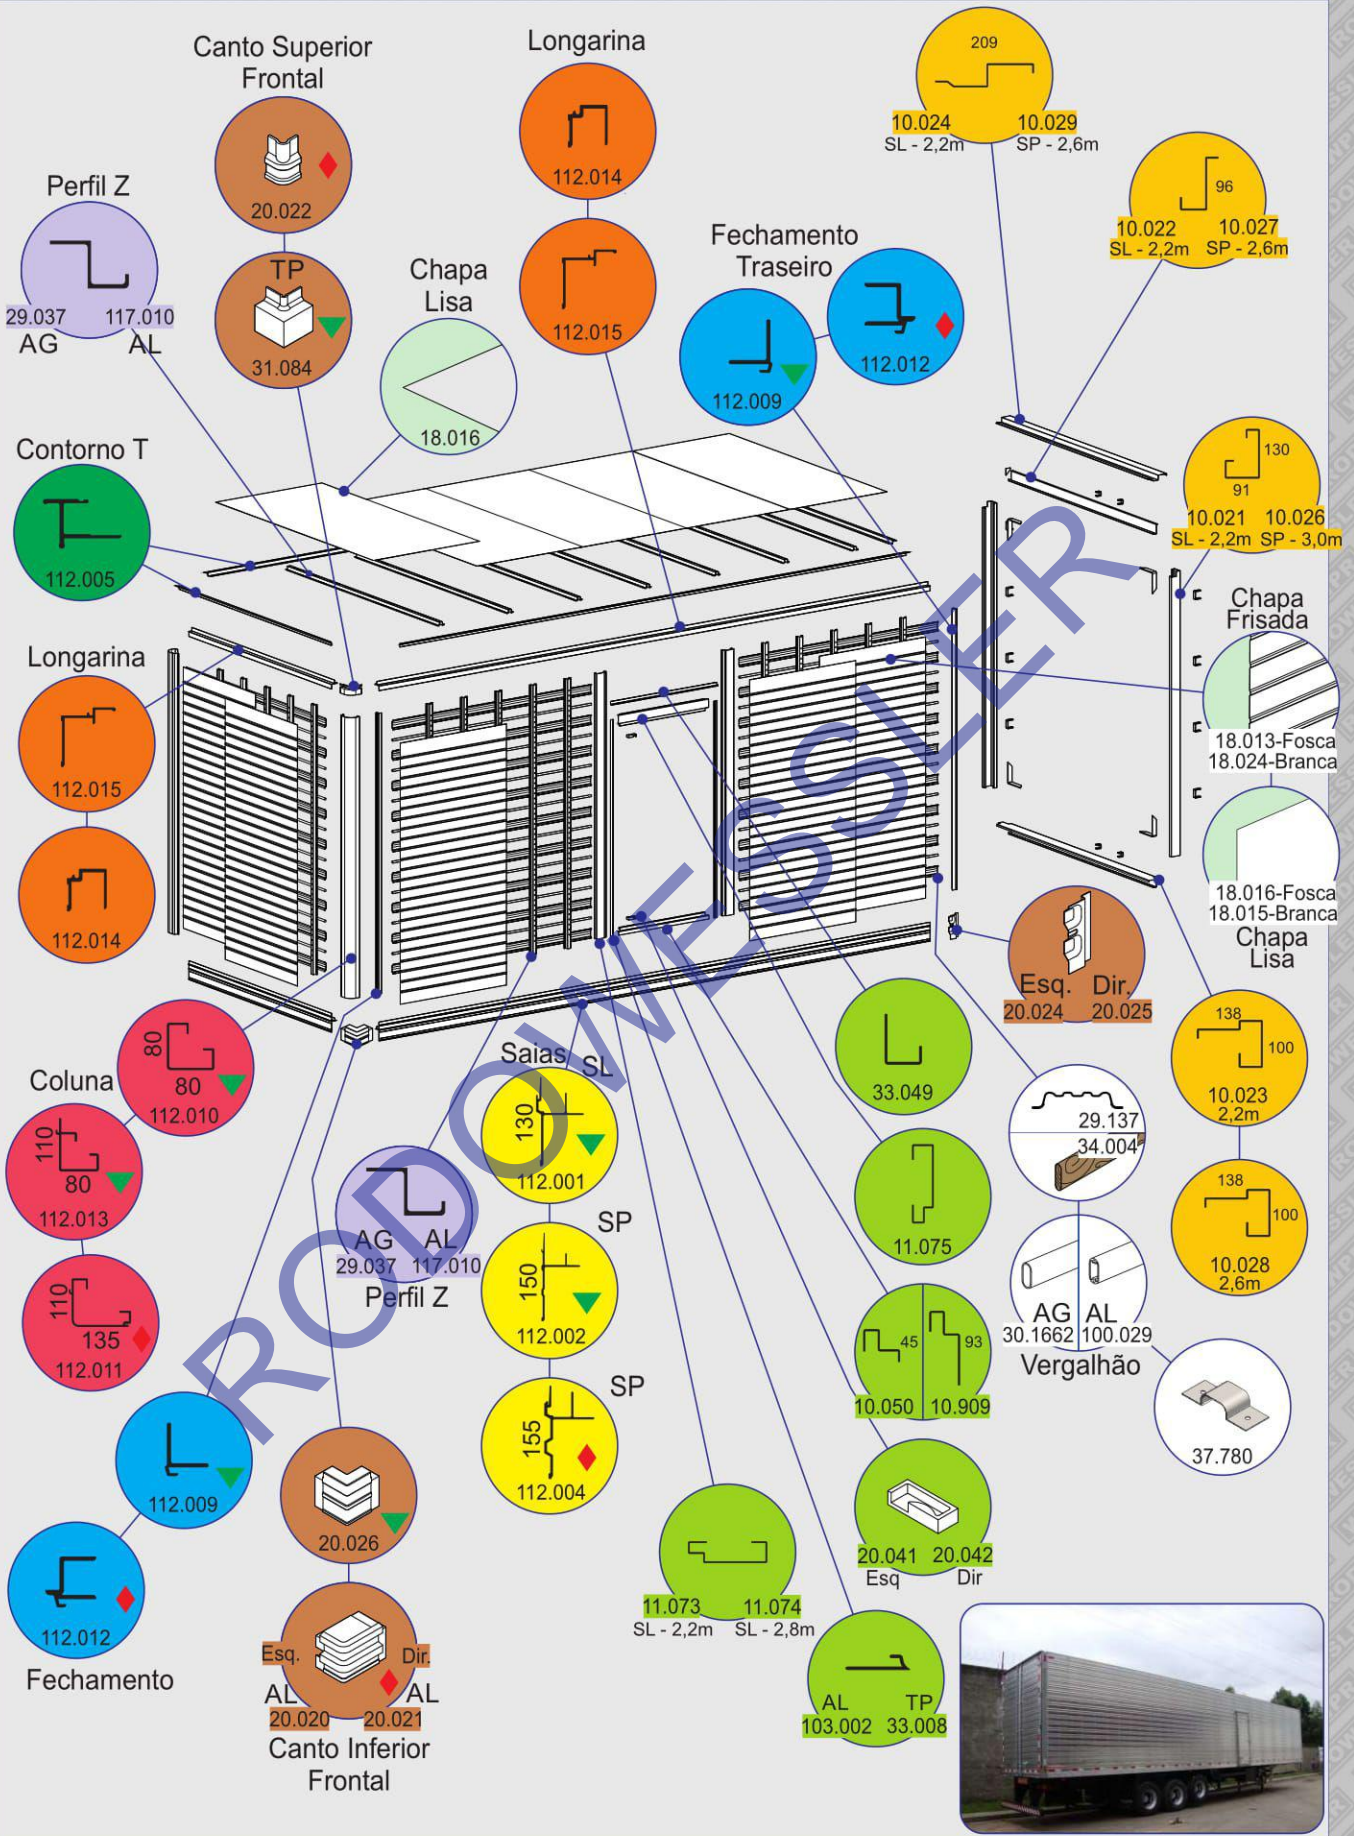 Canto Superior
Frontal
20.022
TP
31.084
Longarina
112.014
112.015
209
10.024
10.029
SL - 2,2m
SP - 2,6m
96
10.022
10.027
SL - 2,2m
SP - 2,6m
Perfil Z
29.037
117.010
AG
AL
Chapa
Lisa
18.016
Fechamento
Traseiro
112.009
112.012
Contorno T
112.005
130
91
10.021
10.026
SL - 2,2m
SP - 3,0m
Chapa
Frisada
18.013-Fosca
18.024-Branca
18.016-Fosca
18.015-Branca
Chapa
Lisa
Longarina
112.015
112.014
Esq.
Dir.
20.024
20.025
138
100
10.023
2,2m
138
100
10.028
2,6m
Coluna
80
80
112.010
110
80
112.013
110
135
112.011
Saias
SL
130
112.001
SP
150
112.002
SP
155
112.004
AG
AL
29.037
117.010
Perfil Z
33.049
11.075
45
93
10.050
10.909
20.041
20.042
Esq
Dir
29.137
34.004
AG
AL
30.1662
100.029
Vergalhão
37.780
112.009
112.012
Fechamento
20.026
Esq.
Dir.
AL
AL
20.020
20.021
Canto Inferior
Frontal
11.073
11.074
SL - 2,2m
SL - 2,8m
AL
TP
103.002
33.008
RODOWESSLER